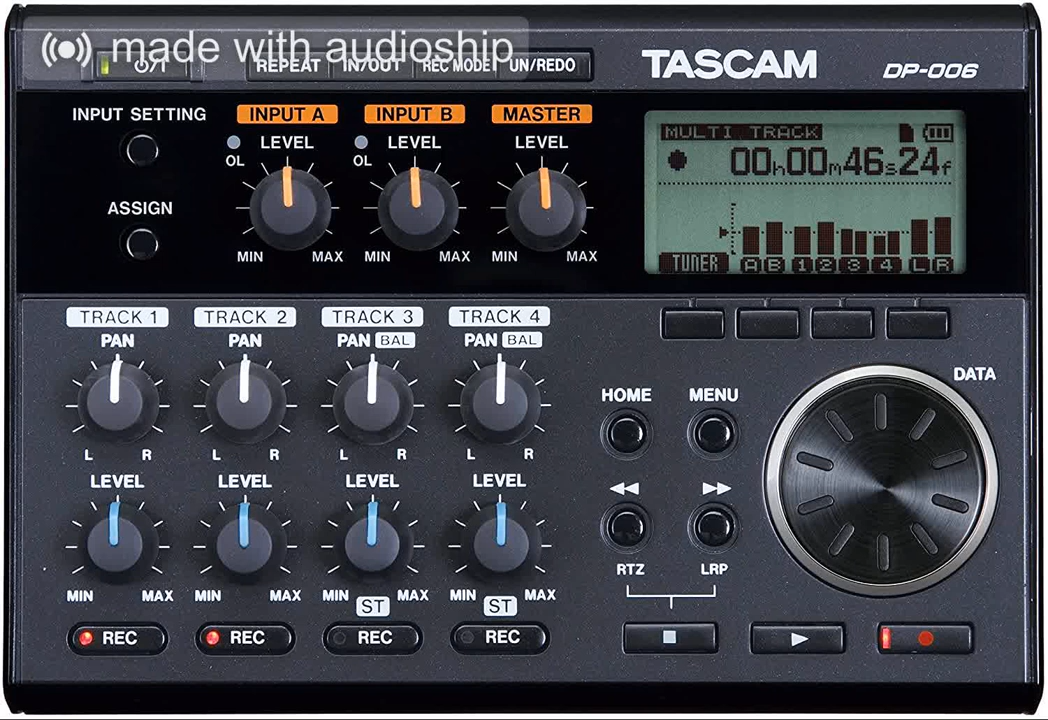 made with audioship
⏻/I
REPEAT IN/OUT REC MODE UN/REDO
TASCAM
DP-006
INPUT SETTING
INPUT A
INPUT B
MASTER
OL LEVEL
OL LEVEL
LEVEL
ASSIGN
MIN MAX
MIN MAX
MIN MAX
MULTI TRACK
00h00m46s24f
TUNER A B 1 2 3 4 L R
TRACK 1
TRACK 2
TRACK 3
TRACK 4
PAN
PAN
PAN BAL
PAN BAL
DATA
HOME
MENU
L R
L R
L R
L R
LEVEL
LEVEL
LEVEL
LEVEL
RTZ
LRP
MIN MAX
MIN MAX
MIN MAX
MIN MAX
ST
ST
REC
REC
REC
REC